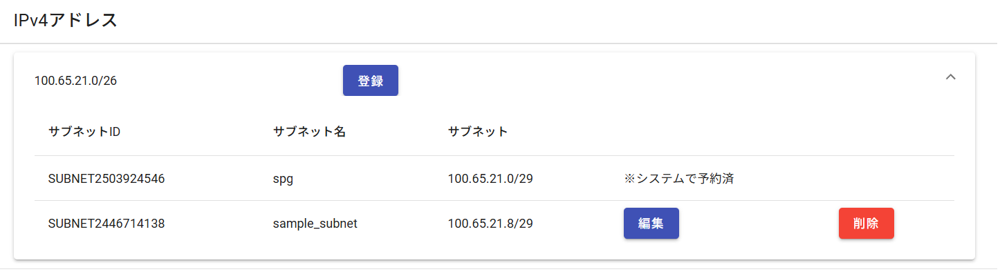 IPv4アドレス
100.65.21.0/26 登録
サブネットID サブネット名 サブネット
SUBNET2503924546 spg 100.65.21.0/29 ※システムで予約済
SUBNET2446714138 sample_subnet 100.65.21.8/29 編集 削除